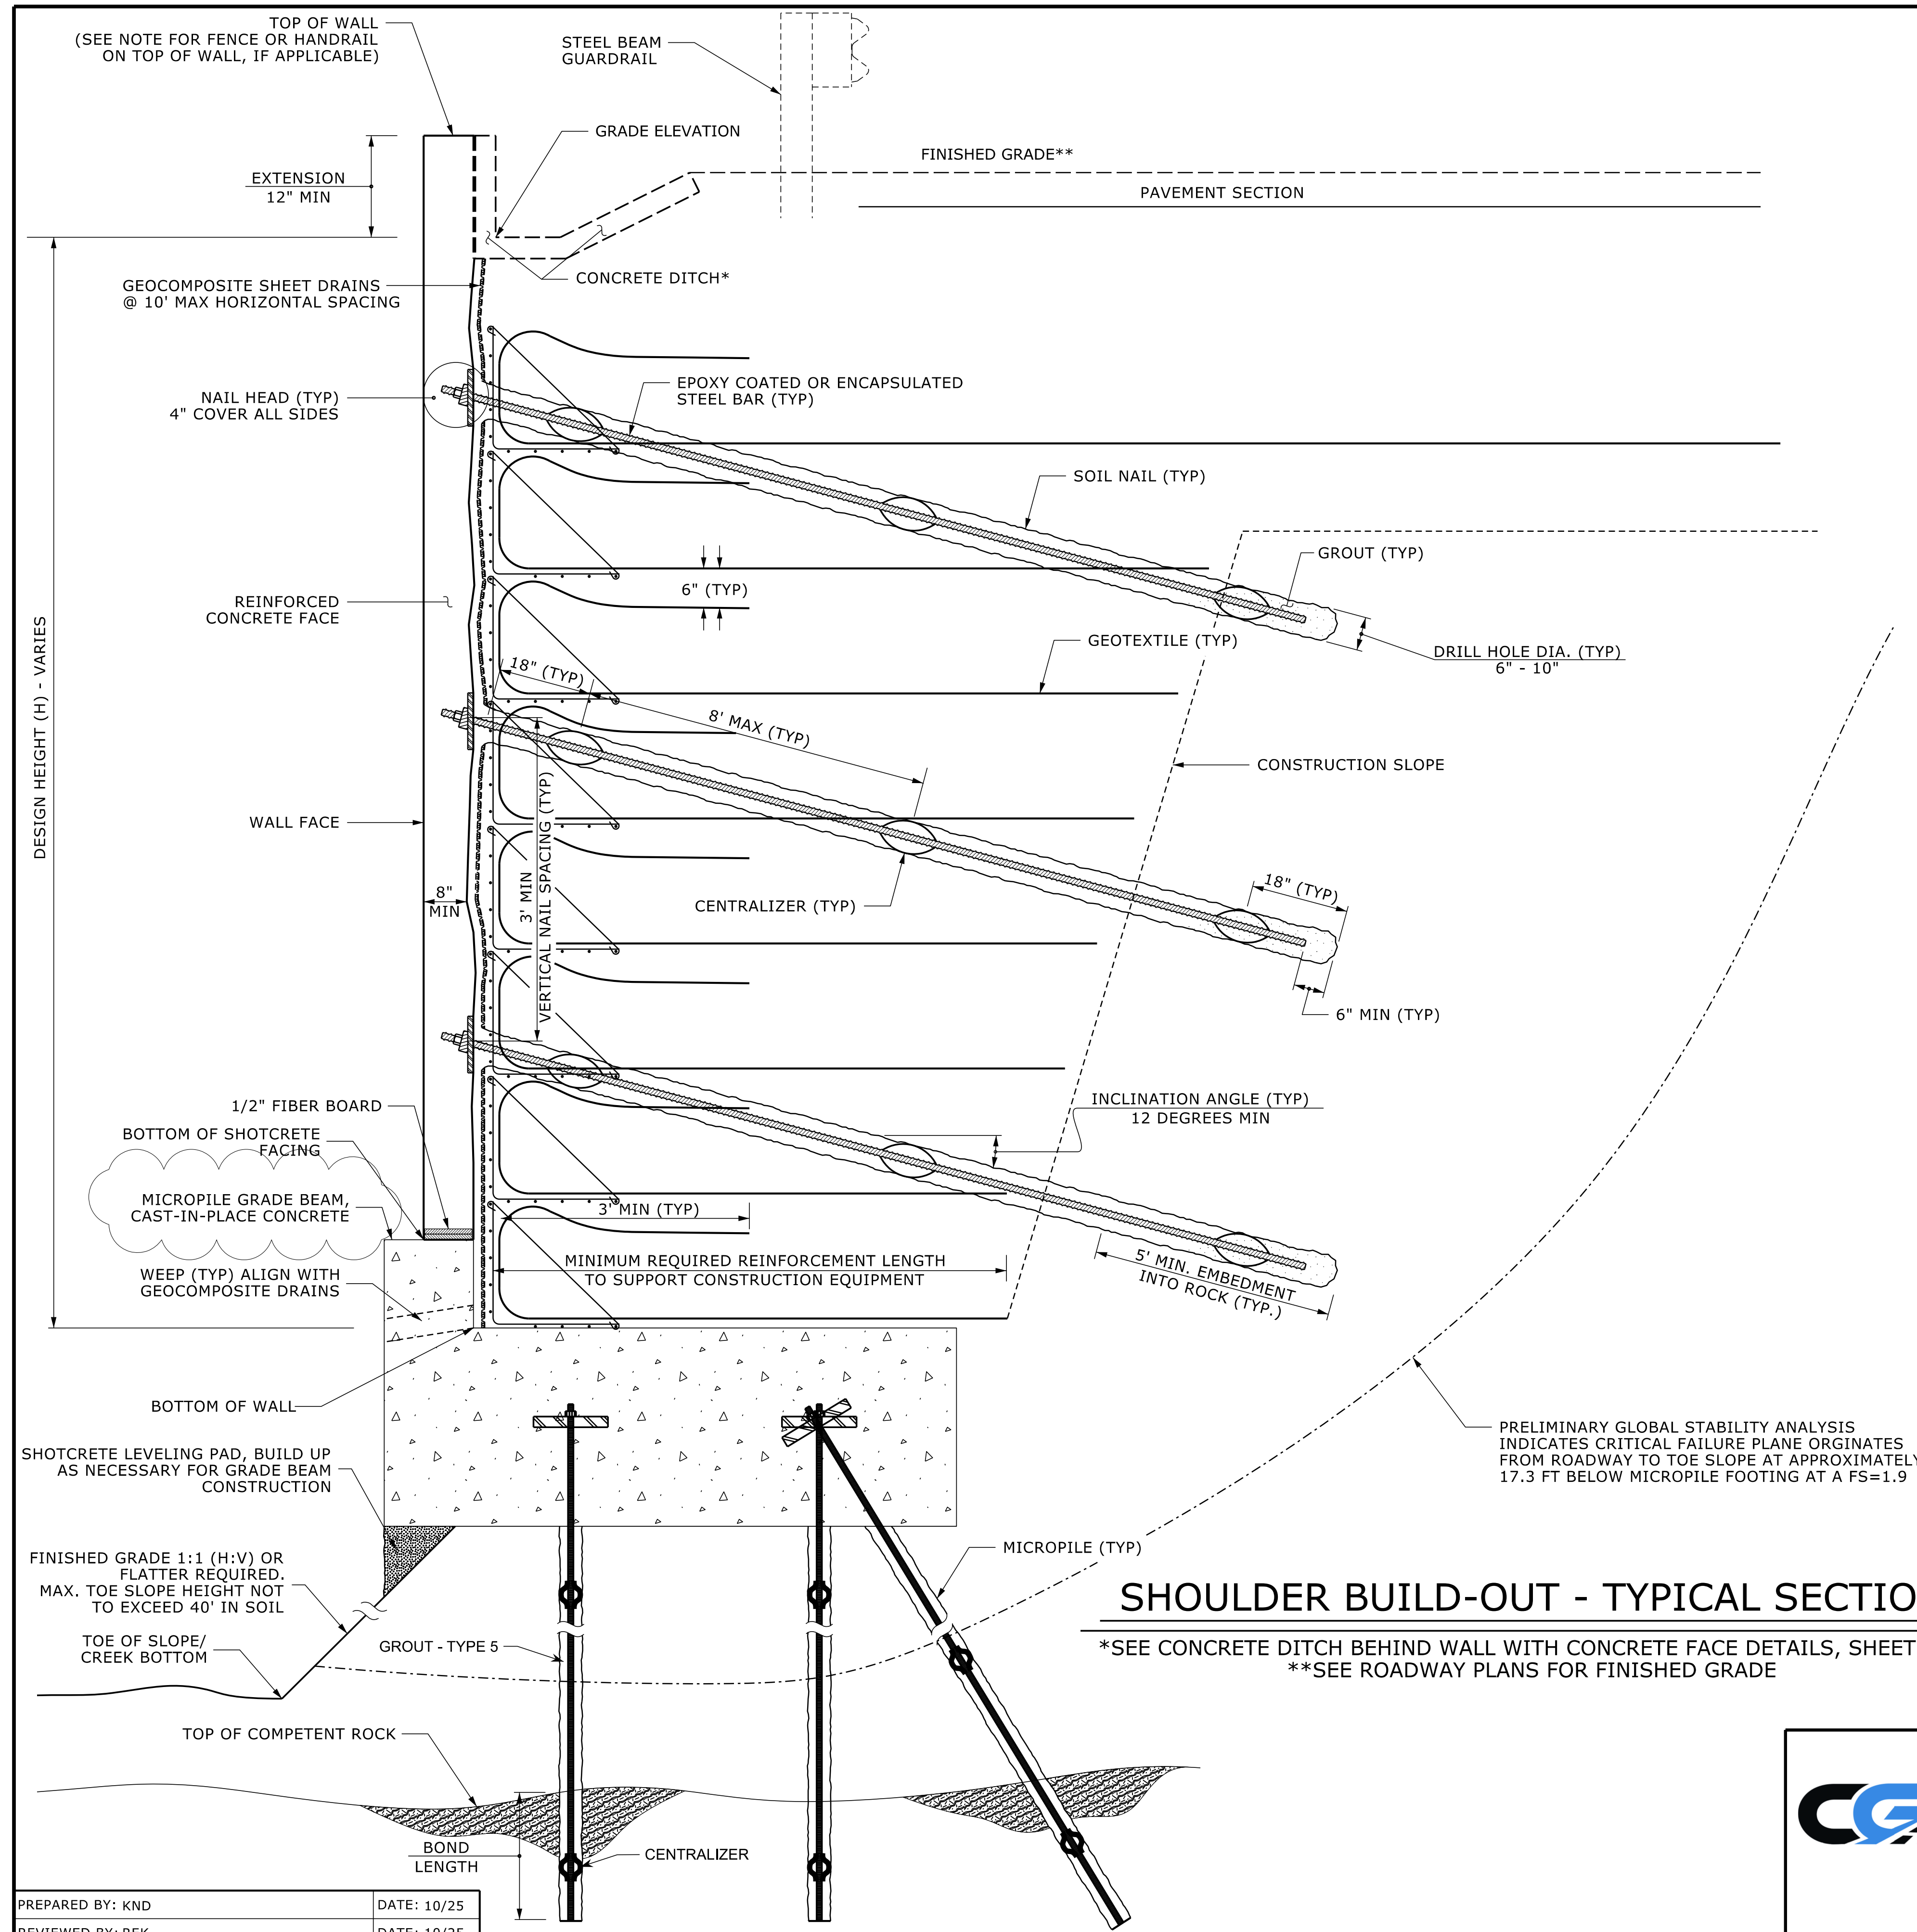 TOP OF WALL
(SEE NOTE FOR FENCE OR HANDRAIL
ON TOP OF WALL, IF APPLICABLE)
STEEL BEAM
GUARDRAIL
GRADE ELEVATION
FINISHED GRADE**
PAVEMENT SECTION
EXTENSION
12" MIN
CONCRETE DITCH*
GEOCOMPOSITE SHEET DRAINS
@ 10' MAX HORIZONTAL SPACING
NAIL HEAD (TYP)
4" COVER ALL SIDES
EPOXY COATED OR ENCAPSULATED
STEEL BAR (TYP)
SOIL NAIL (TYP)
GROUT (TYP)
6" (TYP)
REINFORCED
CONCRETE FACE
GEOTEXTILE (TYP)
DRILL HOLE DIA. (TYP)
6" - 10"
DESIGN HEIGHT (H) - VARIES
18" (TYP)
8' MAX (TYP)
CONSTRUCTION SLOPE
WALL FACE
8"
MIN
3' MIN
VERTICAL NAIL SPACING (TYP)
CENTRALIZER (TYP)
18" (TYP)
6" MIN (TYP)
1/2" FIBER BOARD
INCLINATION ANGLE (TYP)
12 DEGREES MIN
BOTTOM OF SHOTCRETE
FACING
MICROPILE GRADE BEAM,
CAST-IN-PLACE CONCRETE
3' MIN (TYP)
MINIMUM REQUIRED REINFORCEMENT LENGTH
TO SUPPORT CONSTRUCTION EQUIPMENT
5' MIN. EMBEDMENT
INTO ROCK (TYP.)
WEEP (TYP) ALIGN WITH
GEOCOMPOSITE DRAINS
BOTTOM OF WALL
PRELIMINARY GLOBAL STABILITY ANALYSIS
INDICATES CRITICAL FAILURE PLANE ORGINATES
FROM ROADWAY TO TOE SLOPE AT APPROXIMATELY
17.3 FT BELOW MICROPILE FOOTING AT A FS=1.9
SHOTCRETE LEVELING PAD, BUILD UP
AS NECESSARY FOR GRADE BEAM
CONSTRUCTION
MICROPILE (TYP)
FINISHED GRADE 1:1 (H:V) OR
FLATTER REQUIRED.
MAX. TOE SLOPE HEIGHT NOT
TO EXCEED 40' IN SOIL
SHOULDER BUILD-OUT - TYPICAL SECTIO
*SEE CONCRETE DITCH BEHIND WALL WITH CONCRETE FACE DETAILS, SHEET
**SEE ROADWAY PLANS FOR FINISHED GRADE
TOE OF SLOPE/
CREEK BOTTOM
GROUT - TYPE 5
TOP OF COMPETENT ROCK
BOND
LENGTH
CENTRALIZER
CG
PREPARED BY: KND
DATE: 10/25
REVIEWED BY:
DATE: 10/25